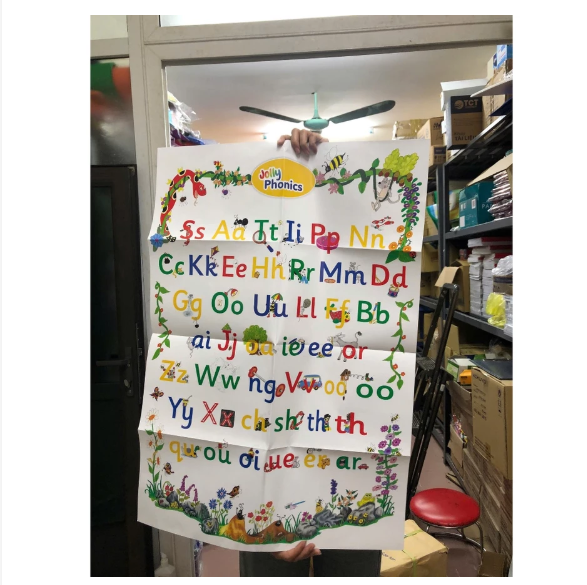 Jolly
Phonics
Ss Aa Tt Ii Pp Nn
Cc Kk Ee Hh Rr Mm Dd
Gg Oo Uu Ll Ff Bb
ai Jj oa ie ee or
Zz Ww ng Vv oo oo
Yy Xx ch sh th th
qu ou oi ue er ar
TCT